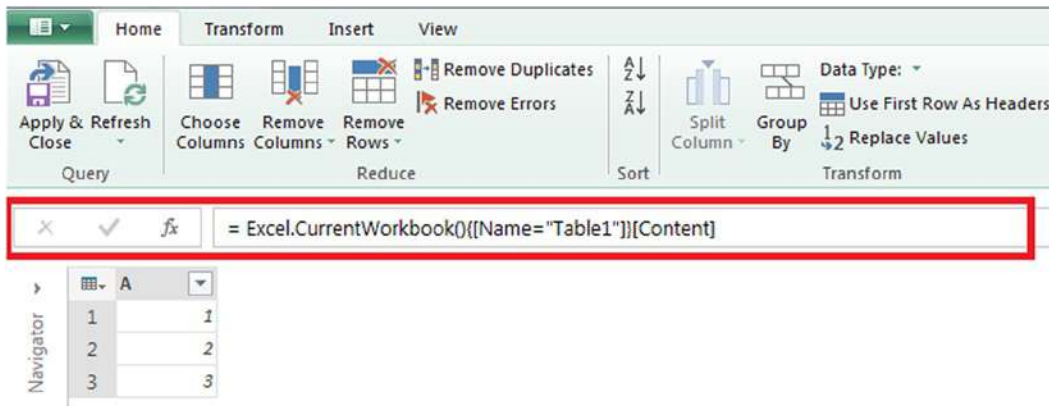 Home Transform Insert View
Remove Duplicates
Remove Errors
Apply & Refresh
Close
Choose Remove Remove
Columns Columns Rows
A
Z
Z
A
Split Group
Column By
Data Type:
Use First Row As Headers
1
2 Replace Values
Query Reduce Sort Transform
fx = Excel.CurrentWorkbook(){[Name="Table1"]}[Content]
A
1 1
2 2
3 3
Navigator